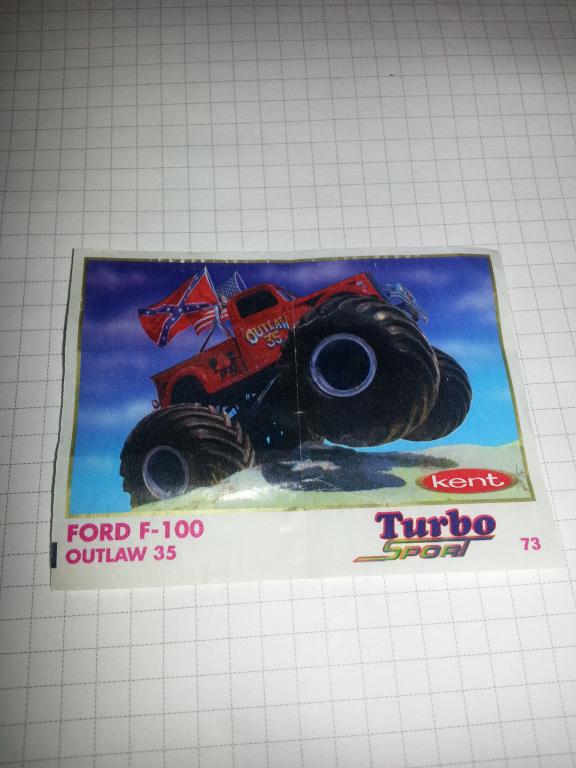 OUTLAW
35
kent
FORD F-100
OUTLAW 35
Turbo
SPORT
73